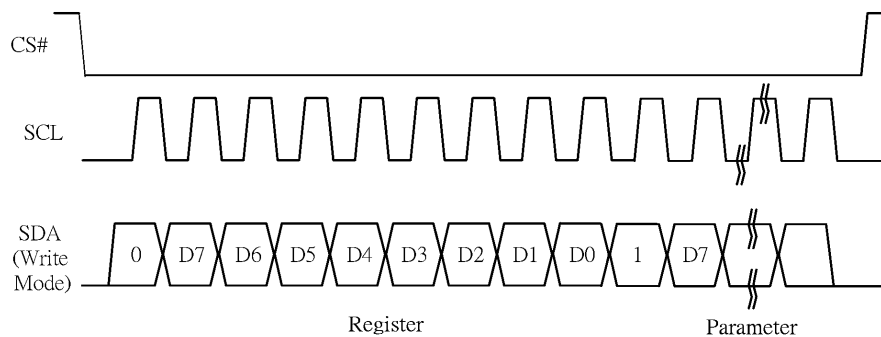 CS#
SCL
SDA
(Write
Mode)
0 D7 D6 D5 D4 D3 D2 D1 D0 1 D7
Register Parameter